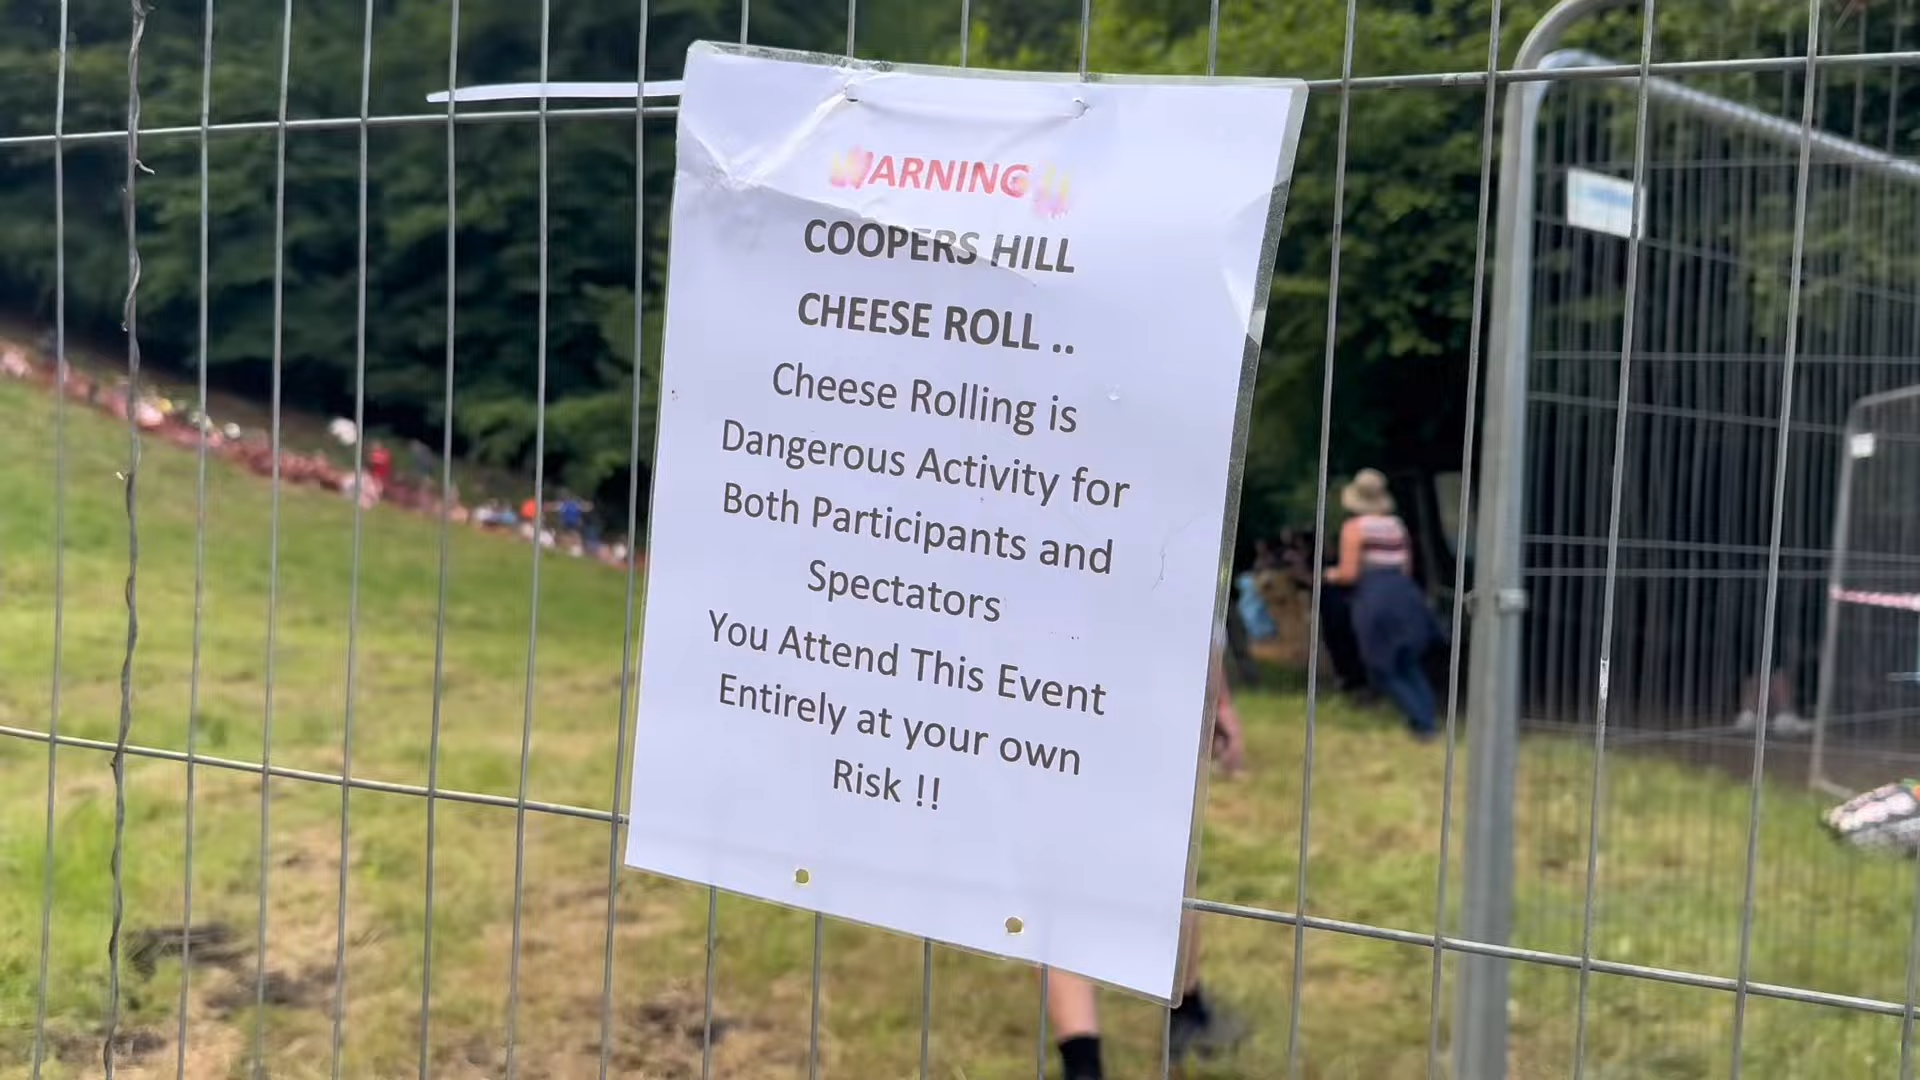 WARNING !!
COOPERS HILL
CHEESE ROLL ..
Cheese Rolling is
Dangerous Activity for
Both Participants and
Spectators
You Attend This Event
Entirely at your own
Risk !!